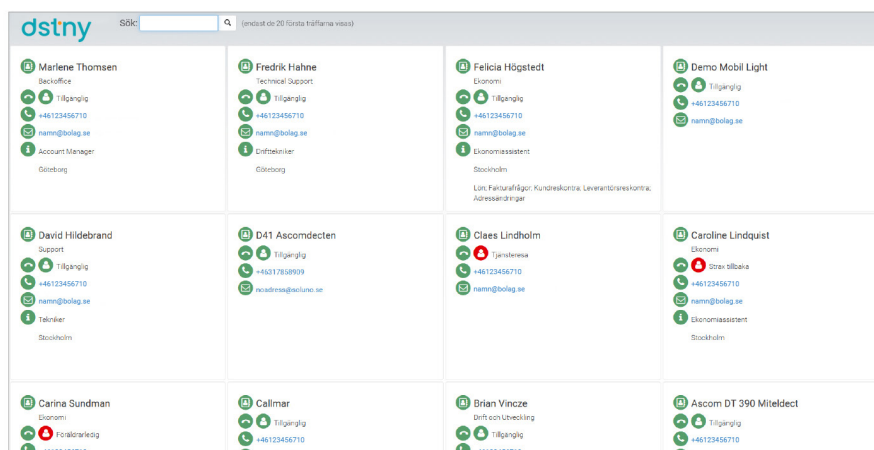 dstny
Sök:
(endast de 20 första träffarna visas)
Marlene Thomsen
Backoffice
Tillgänglig
+46123456710
namn@bolag.se
Account Manager
Göteborg
Fredrik Hahne
Technical Support
Tillgänglig
+46123456710
namn@bolag.se
Drifttekniker
Göteborg
Felicia Högstedt
Ekonomi
Tillgänglig
+46123456710
namn@bolag.se
Ekonomiassistent
Stockholm
Lön; Fakturafrågor; Kundreskontra; Leverantörsreskontra;
Adressändringar
Demo Mobil Light
Tillgänglig
+46123456710
namn@bolag.se
David Hildebrand
Support
Tillgänglig
+46123456710
namn@bolag.se
Tekniker
Stockholm
D41 Ascomdecten
Tillgänglig
+46317858909
noadress@soluno.se
Claes Lindholm
Tjänsteresa
+46123456710
namn@bolag.se
Caroline Lindquist
Ekonomi
Strax tillbaka
+46123456710
namn@bolag.se
Ekonomiassistent
Stockholm
Carina Sundman
Ekonomi
Föräldrarledig
Callmar
Tillgänglig
+46123456710
Brian Vincze
Drift och Utveckling
Tillgänglig
Ascom DT 390 Miteldect
Tillgänglig
+46123456710